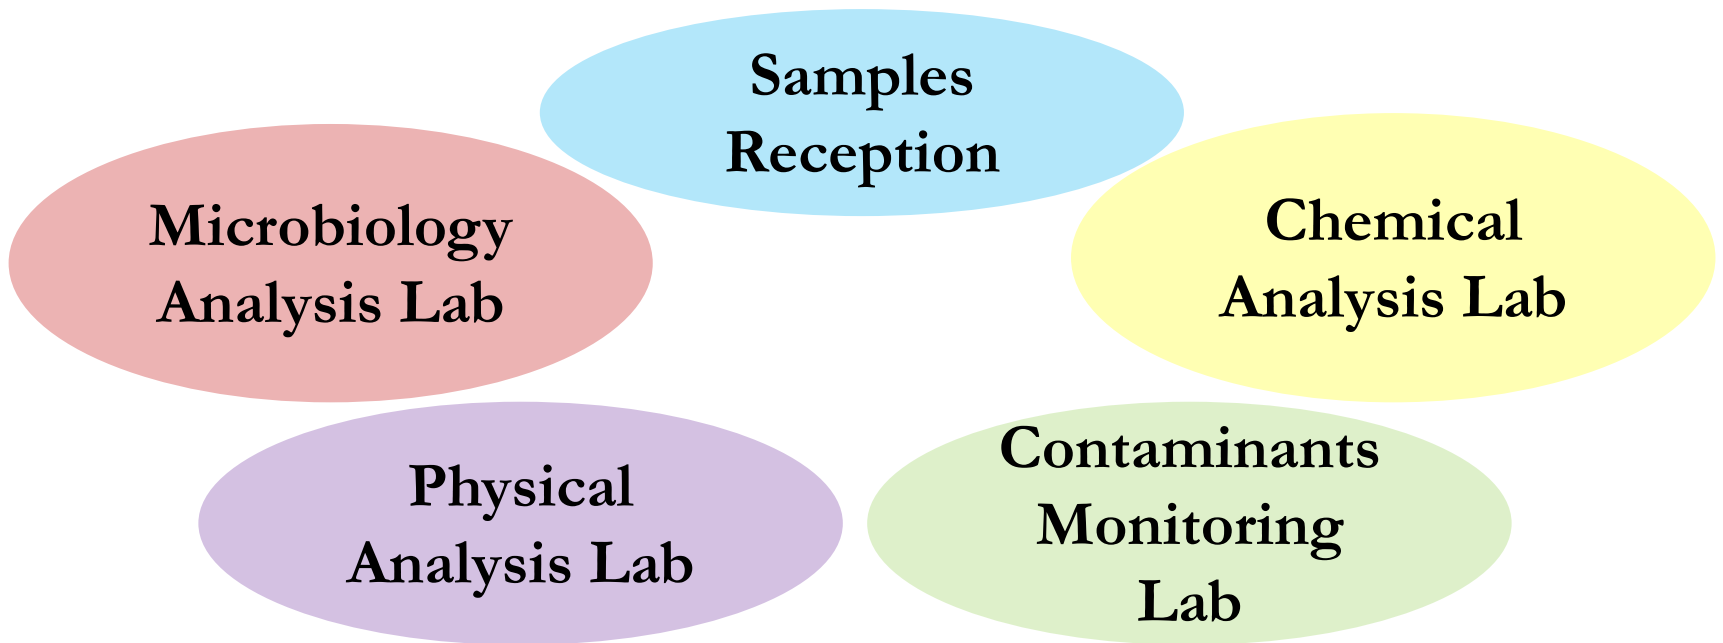 Samples
Reception
Microbiology
Analysis Lab
Chemical
Analysis Lab
Physical
Analysis Lab
Contaminants
Monitoring
Lab